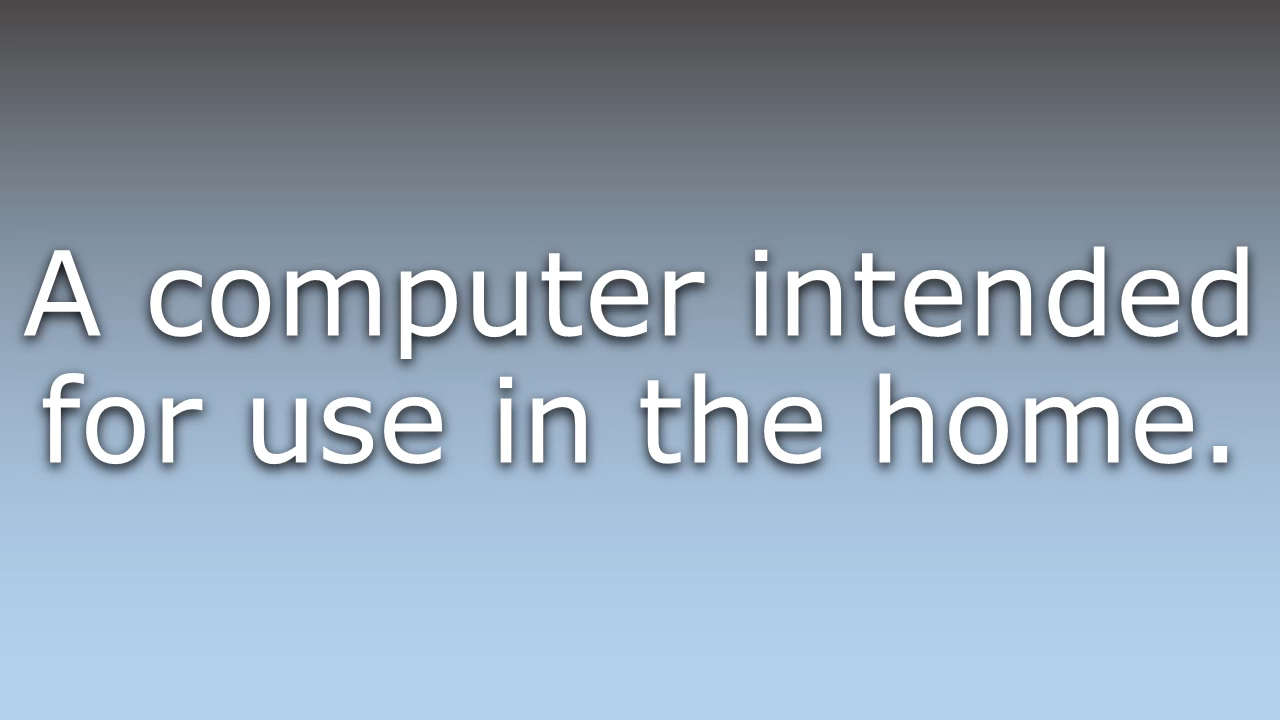 A computer intended
for use in the home.